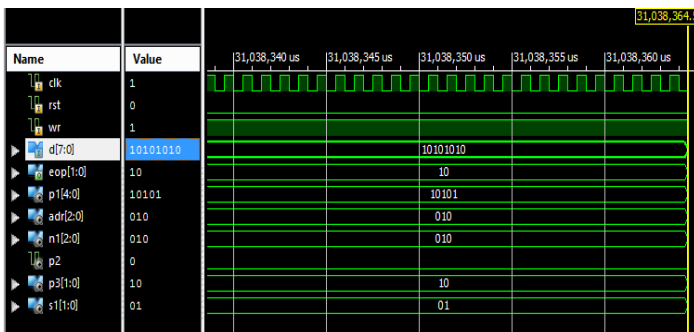 31,038,364.
Name Value 31,038,340 us 31,038,345 us 31,038,350 us 31,038,355 us 31,038,360 us
clk 1
rst 0
wr 1
d[7:0] 10101010 10101010
eop[1:0] 10 10
p1[4:0] 10101 10101
adr[2:0] 010 010
n1[2:0] 010 010
p2 0
p3[1:0] 10 10
s1[1:0] 01 01